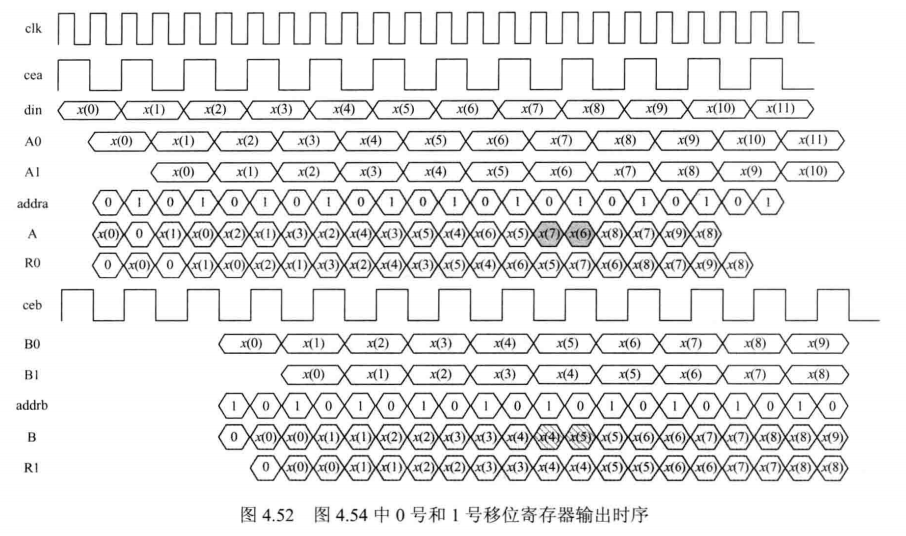 clk
cea
din x(0) x(1) x(2) x(3) x(4) x(5) x(6) x(7) x(8) x(9) x(10) x(11)
A0 x(0) x(1) x(2) x(3) x(4) x(5) x(6) x(7) x(8) x(9) x(10) x(11)
A1 x(0) x(1) x(2) x(3) x(4) x(5) x(6) x(7) x(8) x(9) x(10)
addra 0 1 0 1 0 1 0 1 0 1 0 1 0 1 0 1 0 1 0 1 0 1
A x(0) 0 x(1) x(0) x(2) x(1) x(3) x(2) x(4) x(3) x(5) x(4) x(6) x(5) x(7) x(6) x(8) x(7) x(9) x(8)
R0 0 x(0) 0 x(1) x(0) x(2) x(1) x(3) x(2) x(4) x(3) x(5) x(4) x(6) x(5) x(7) x(6) x(8) x(7) x(9) x(8)
ceb
B0 x(0) x(1) x(2) x(3) x(4) x(5) x(6) x(7) x(8) x(9)
B1 x(0) x(1) x(2) x(3) x(4) x(5) x(6) x(7) x(8)
addrb 1 0 1 0 1 0 1 0 1 0 1 0 1 0 1 0 1 0 1 0
B 0 x(0) x(0) x(1) x(1) x(2) x(2) x(3) x(3) x(4) x(4) x(5) x(5) x(6) x(6) x(7) x(7) x(8) x(8) x(9)
R1 0 x(0) x(0) x(1) x(1) x(2) x(2) x(3) x(3) x(4) x(4) x(5) x(5) x(6) x(6) x(7) x(7) x(8) x(8)
图 4.52 图 4.54 中 0 号和 1 号移位寄存器输出时序